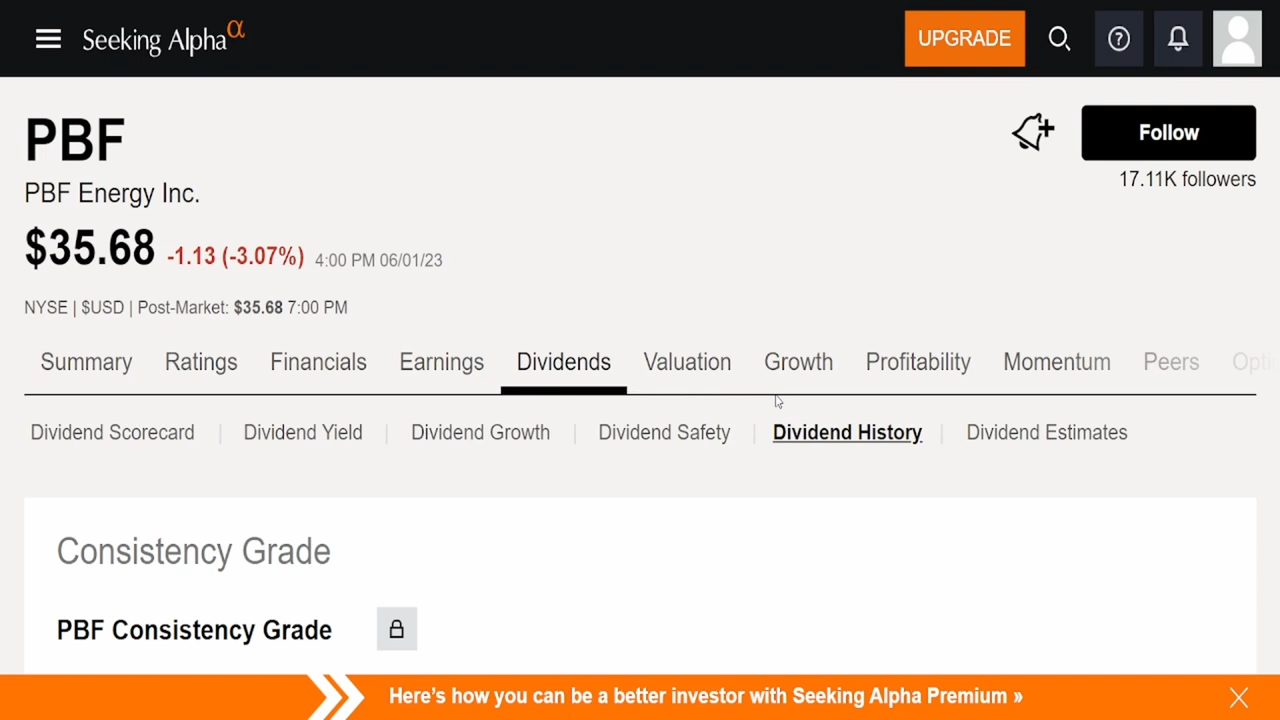 Seeking Alpha α
UPGRADE
PBF
Follow
17.11K followers
PBF Energy Inc.
$35.68 -1.13 (-3.07%) 4:00 PM 06/01/23
NYSE | $USD | Post-Market: $35.68 7:00 PM
Summary Ratings Financials Earnings Dividends Valuation Growth Profitability Momentum Peers
Dividend Scorecard | Dividend Yield | Dividend Growth | Dividend Safety | Dividend History | Dividend Estimates
Consistency Grade
PBF Consistency Grade
Here's how you can be a better investor with Seeking Alpha Premium »